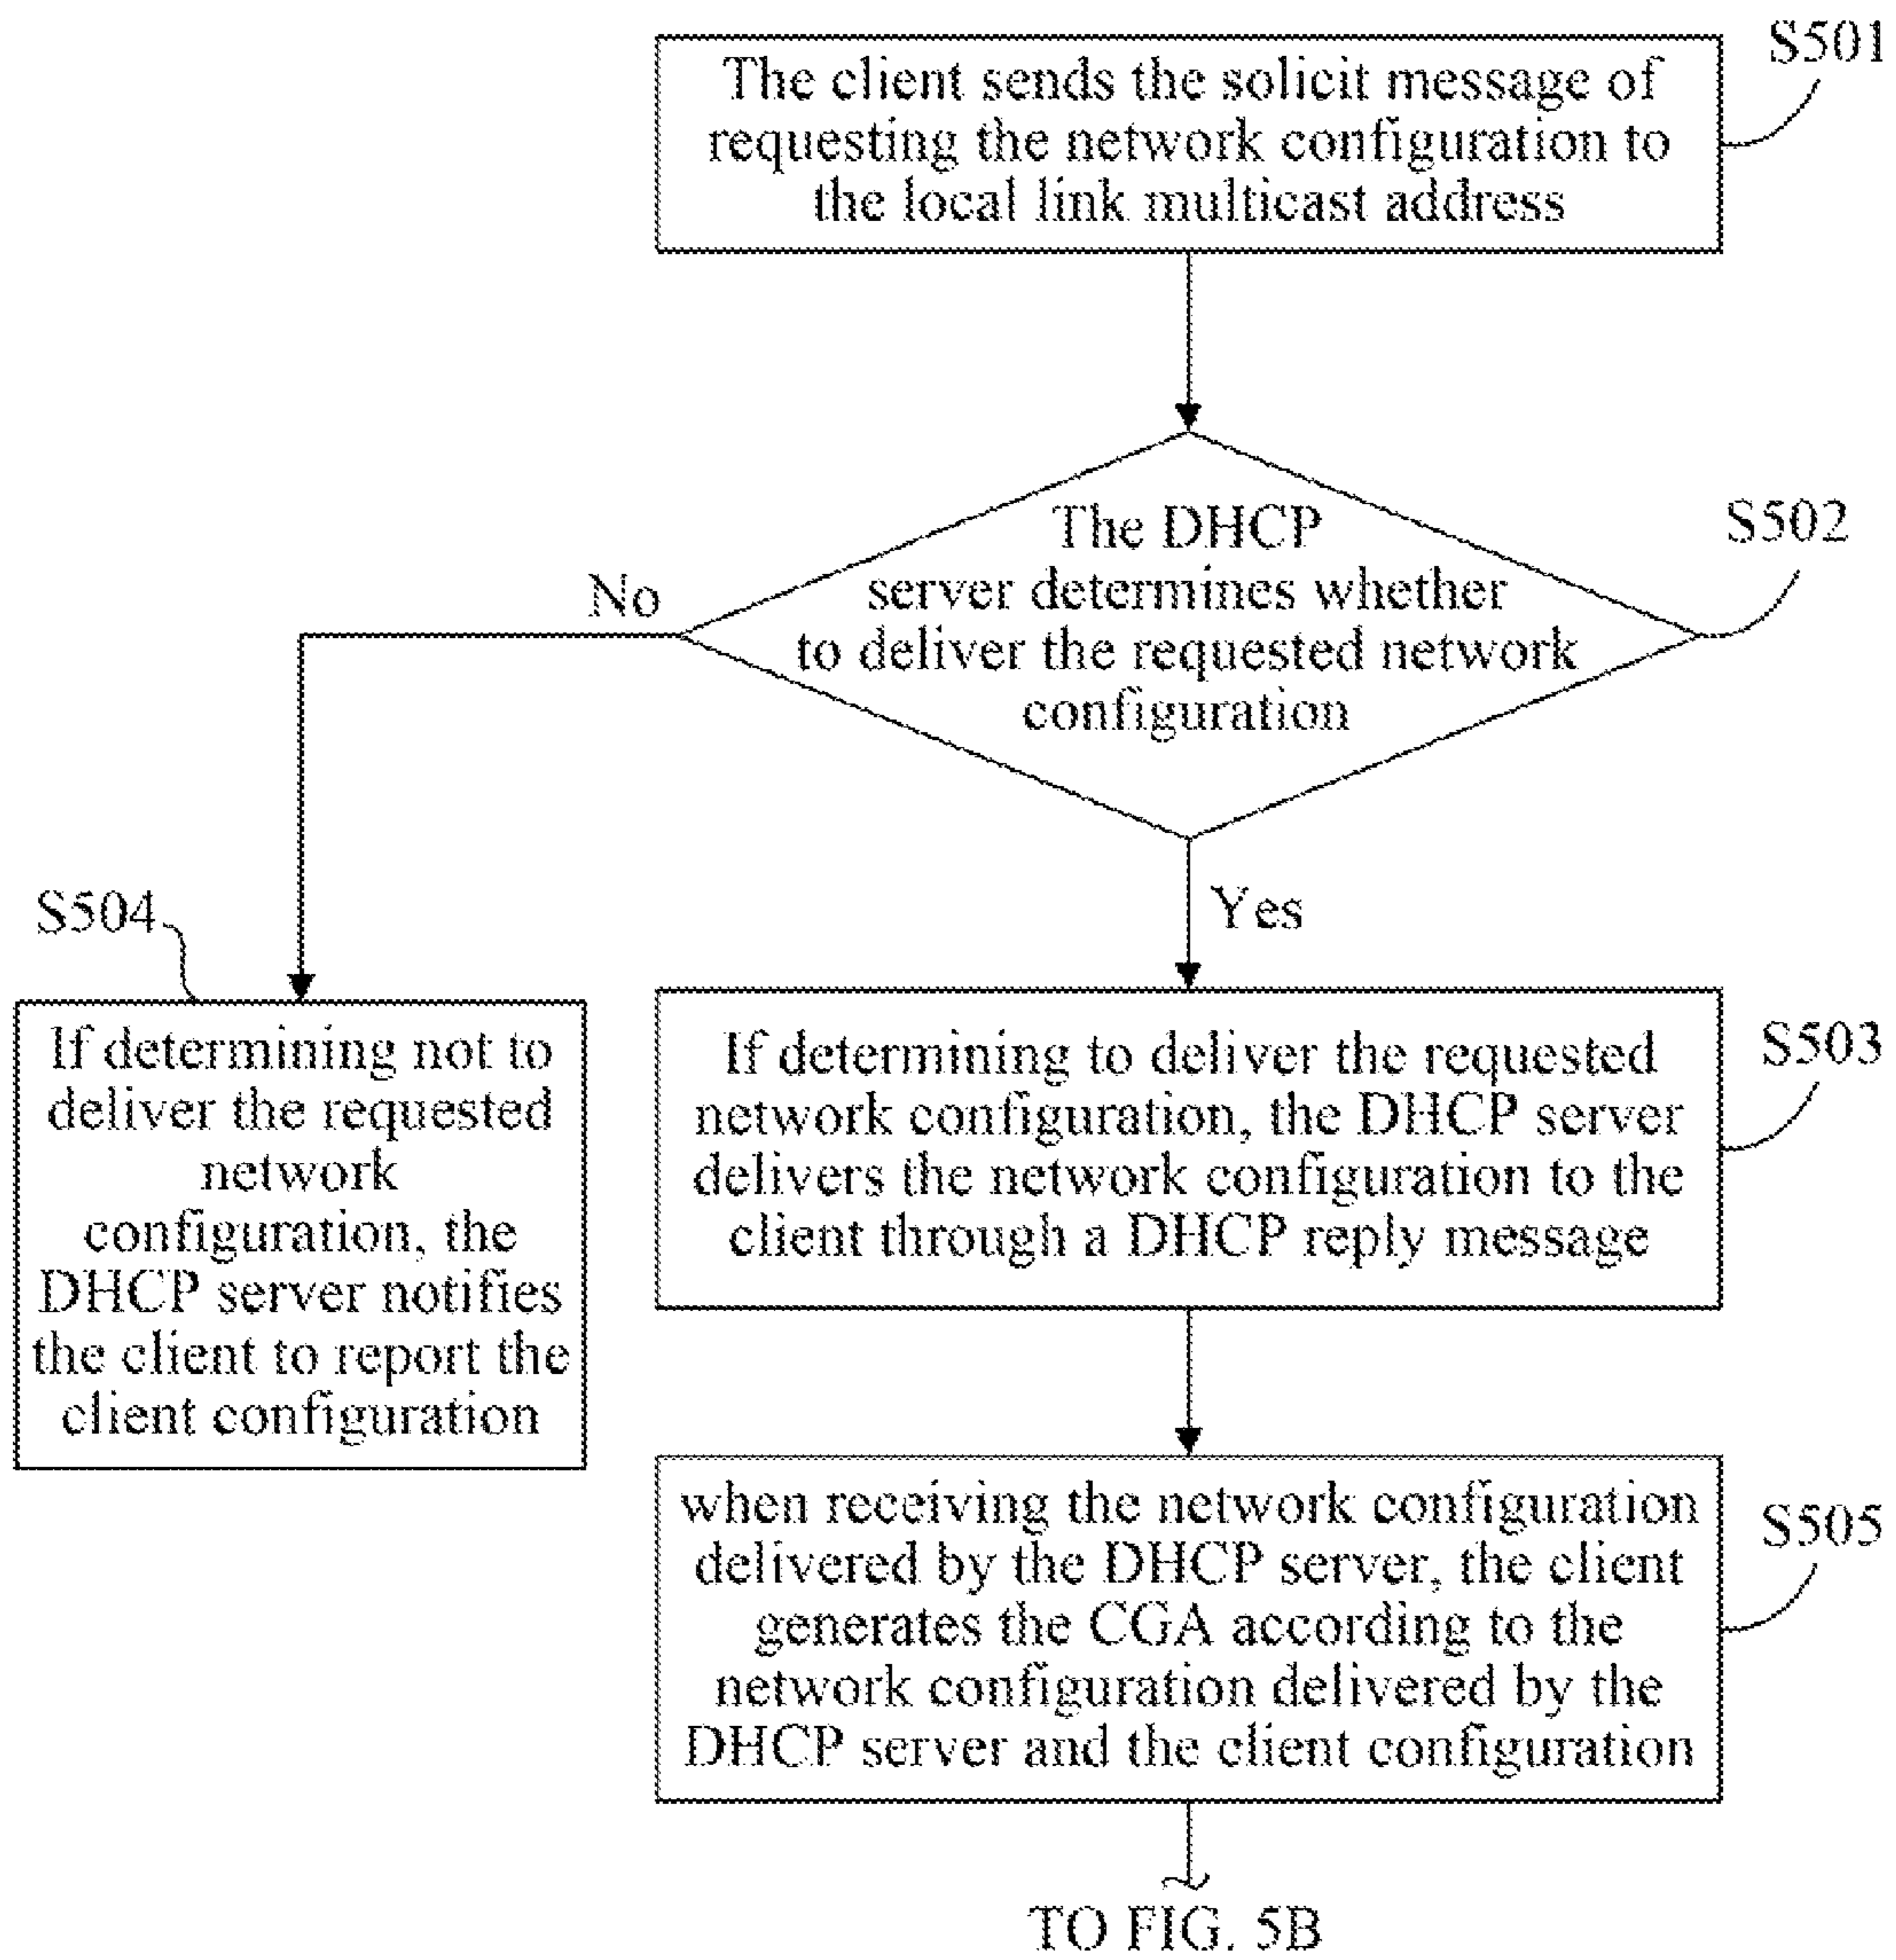 S501
The client sends the solicit message of
requesting the network configuration to
the local link multicast address
The DHCP
server determines whether
to deliver the requested network
configuration
S502
No
Yes
S504
If determining not to
deliver the requested
network
configuration, the
DHCP server notifies
the client to report the
client configuration
If determining to deliver the requested
network configuration, the DHCP server
delivers the network configuration to the
client through a DHCP reply message
S503
when receiving the network configuration
delivered by the DHCP server, the client
generates the CGA according to the
network configuration delivered by the
DHCP server and the client configuration
S505
TO FIG. 5B